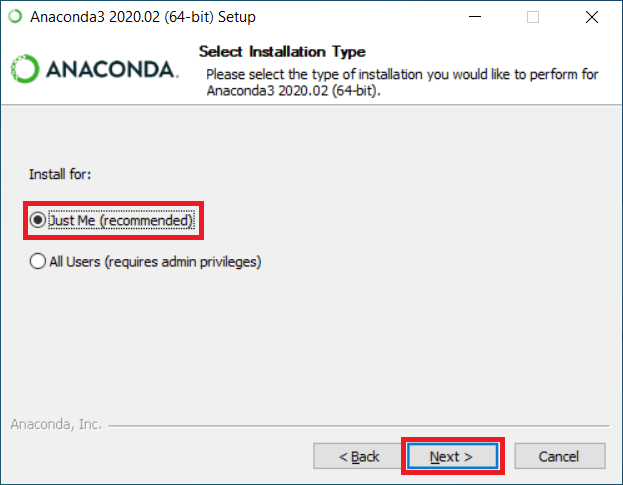 Anaconda3 2020.02 (64-bit) Setup
ANACONDA.
Select Installation Type
Please select the type of installation you would like to perform for
Anaconda3 2020.02 (64-bit).
Install for:
Just Me (recommended)
All Users (requires admin privileges)
Anaconda, Inc.
< Back
Next >
Cancel